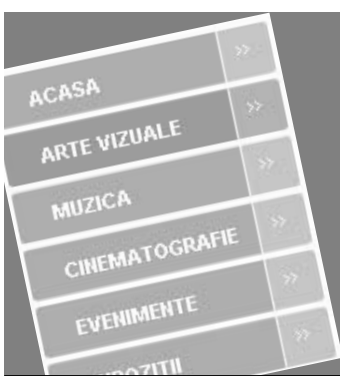 ACASA »
ARTE VIZUALE »
MUZICA »
CINEMATOGRAFIE »
EVENIMENTE »
»